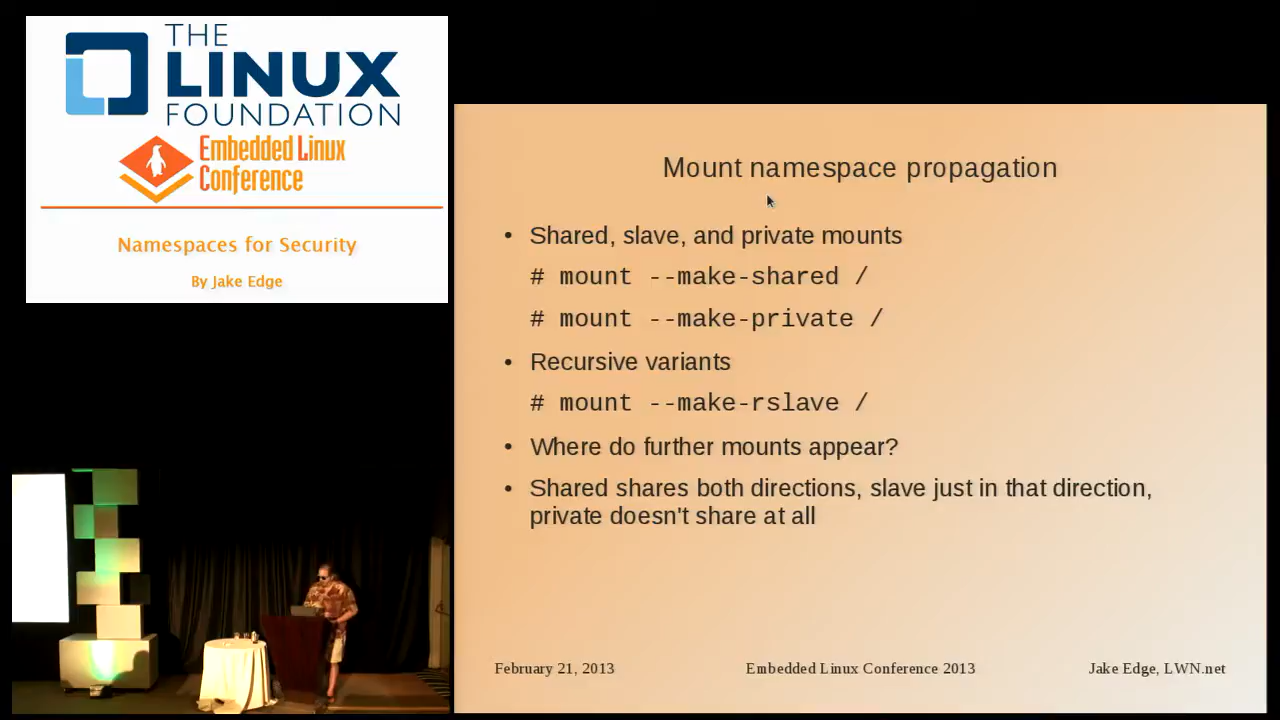 THE
LINUX
FOUNDATION
Embedded Linux
Conference
Namespaces for Security
By Jake Edge
Mount namespace propagation
• Shared, slave, and private mounts
# mount --make-shared /
# mount --make-private /
• Recursive variants
# mount --make-rslave /
• Where do further mounts appear?
• Shared shares both directions, slave just in that direction,
private doesn't share at all
February 21, 2013
Embedded Linux Conference 2013
Jake Edge, LWN.net